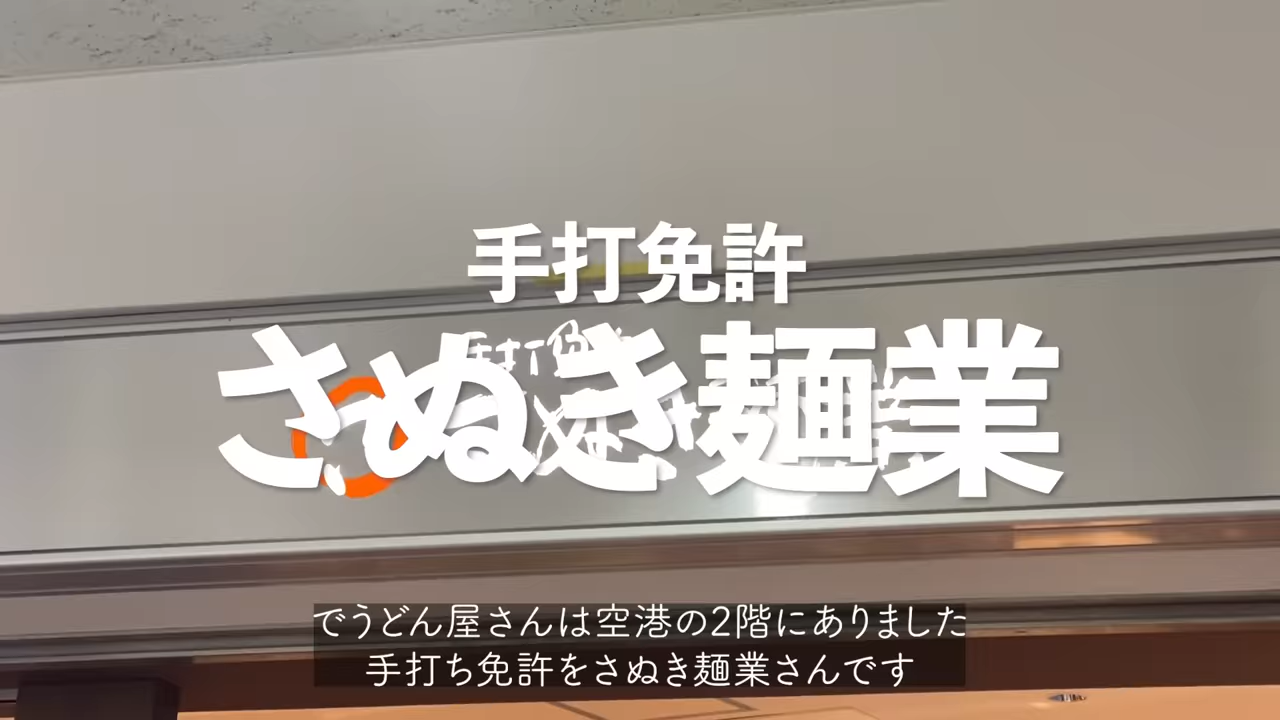 手打免許
さぬき麺業
でうどん屋さんは空港の2階にありました
手打ち免許をさぬき麺業さんです